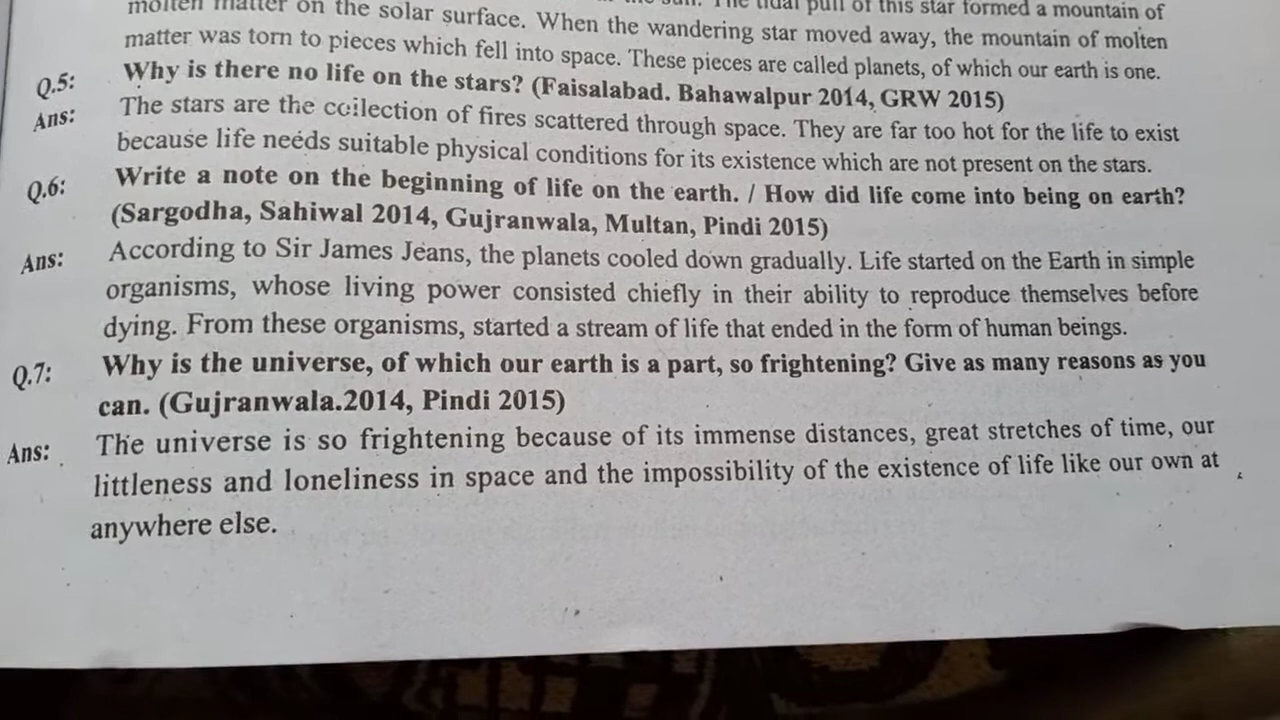 molten matter on the solar surface. When the wandering star moved away, the mountain of molten
the sun. The tidal pull of this star formed a mountain of
matter was torn to pieces which fell into space. These pieces are called planets, of which our earth is one.
Q.5: Why is there no life on the stars? (Faisalabad. Bahawalpur 2014, GRW 2015)
Ans: The stars are the collection of fires scattered through space. They are far too hot for the life to exist
because life needs suitable physical conditions for its existence which are not present on the stars.
Q.6: Write a note on the beginning of life on the earth. / How did life come into being on earth?
(Sargodha, Sahiwal 2014, Gujranwala, Multan, Pindi 2015)
Ans: According to Sir James Jeans, the planets cooled down gradually. Life started on the Earth in simple
organisms, whose living power consisted chiefly in their ability to reproduce themselves before
dying. From these organisms, started a stream of life that ended in the form of human beings.
Q.7: Why is the universe, of which our earth is a part, so frightening? Give as many reasons as you
can. (Gujranwala.2014, Pindi 2015)
Ans: The universe is so frightening because of its immense distances, great stretches of time, our
littleness and loneliness in space and the impossibility of the existence of life like our own at
anywhere else.